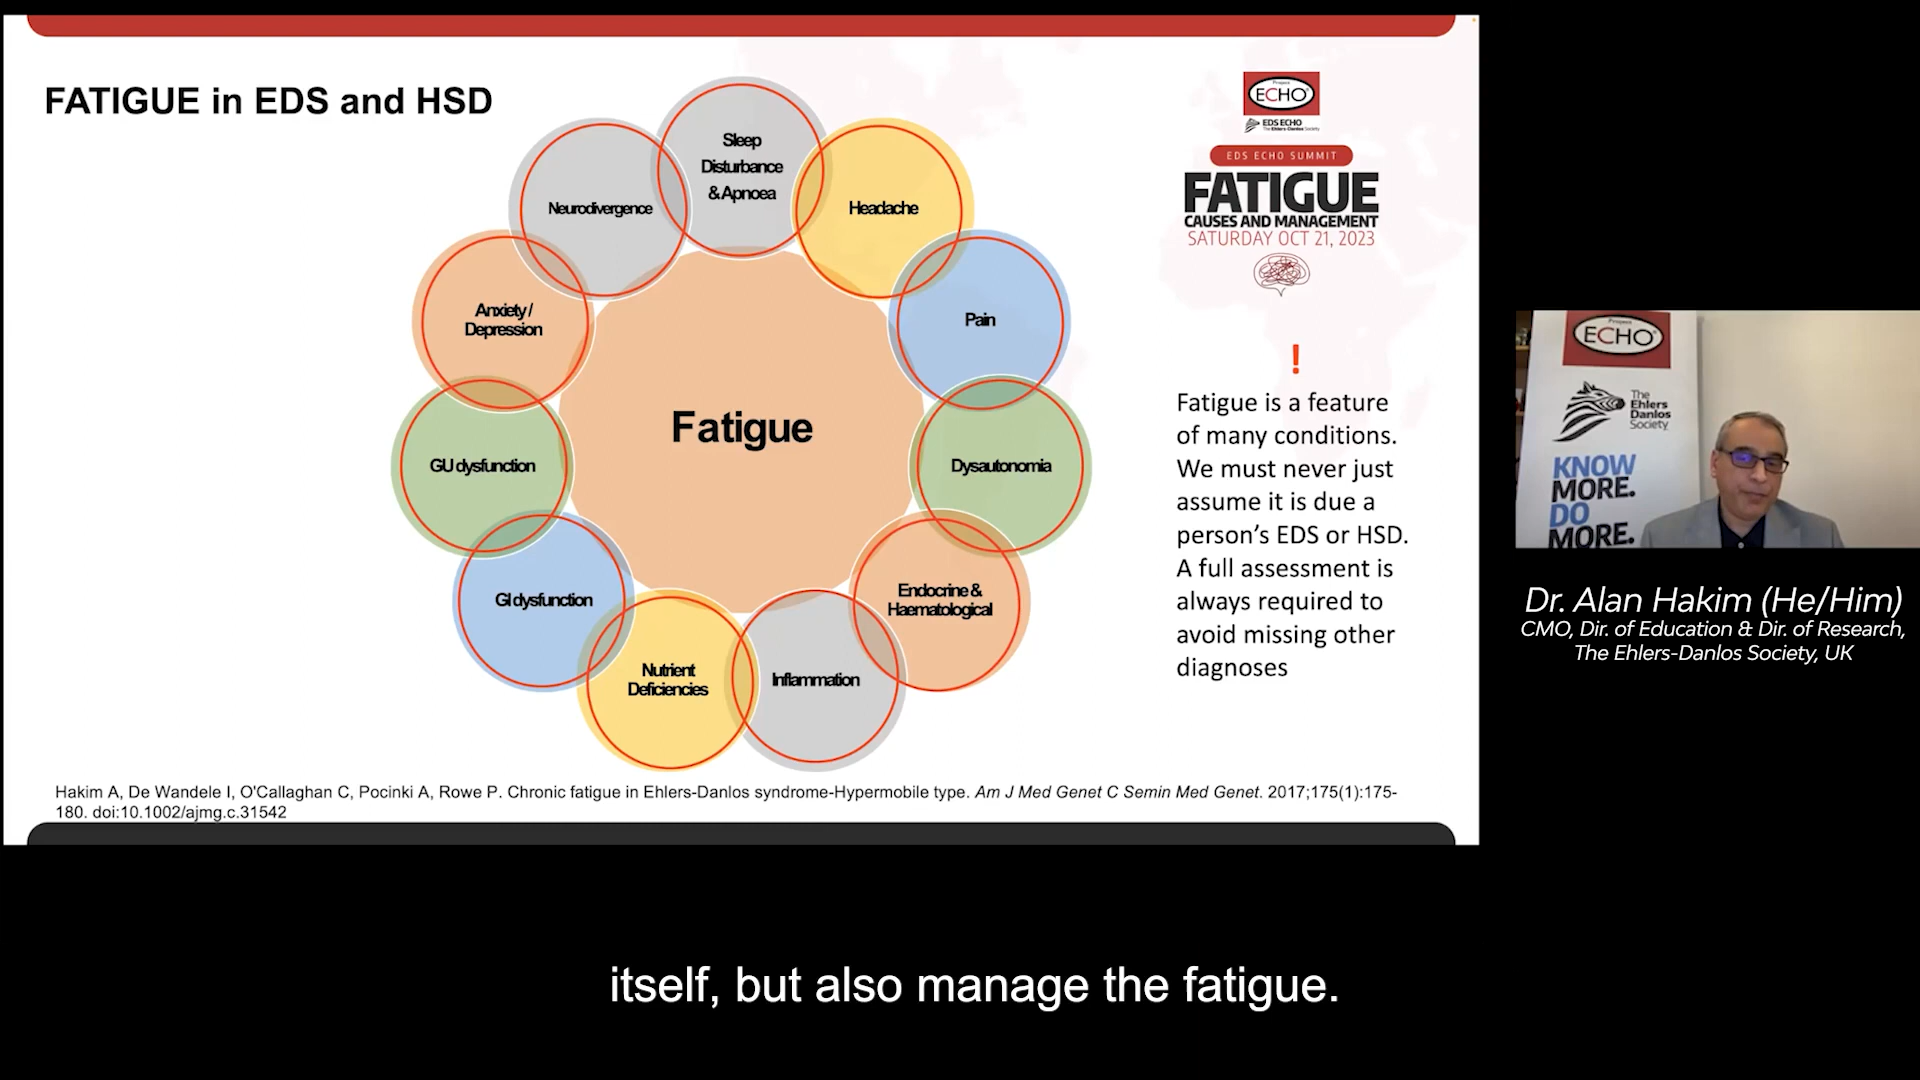 FATIGUE in EDS and HSD
Sleep
Disturbance
& Apnoea
Headache
Pain
Dysautonomia
Endocrine &
Haematological
Inflammation
Nutrient
Deficiencies
GI dysfunction
GU dysfunction
Anxiety /
Depression
Neurodivergence
Fatigue
Project
ECHO®
EDS ECHO
The Ehlers-Danlos Society
EDS ECHO SUMMIT
FATIGUE
CAUSES AND MANAGEMENT
SATURDAY OCT 21, 2023
!
Fatigue is a feature
of many conditions.
We must never just
assume it is due a
person’s EDS or HSD.
A full assessment is
always required to
avoid missing other
diagnoses
Hakim A, De Wandele I, O'Callaghan C, Pocinki A, Rowe P. Chronic fatigue in Ehlers-Danlos syndrome-Hypermobile type. Am J Med Genet C Semin Med Genet. 2017;175(1):175-
180. doi:10.1002/ajmg.c.31542
Project
ECHO®
The
Ehlers
Danlos
Society
KNOW
MORE.
DO
MORE.
Dr. Alan Hakim (He/Him)
CMO, Dir. of Education & Dir. of Research,
The Ehlers-Danlos Society, UK
itself, but also manage the fatigue.